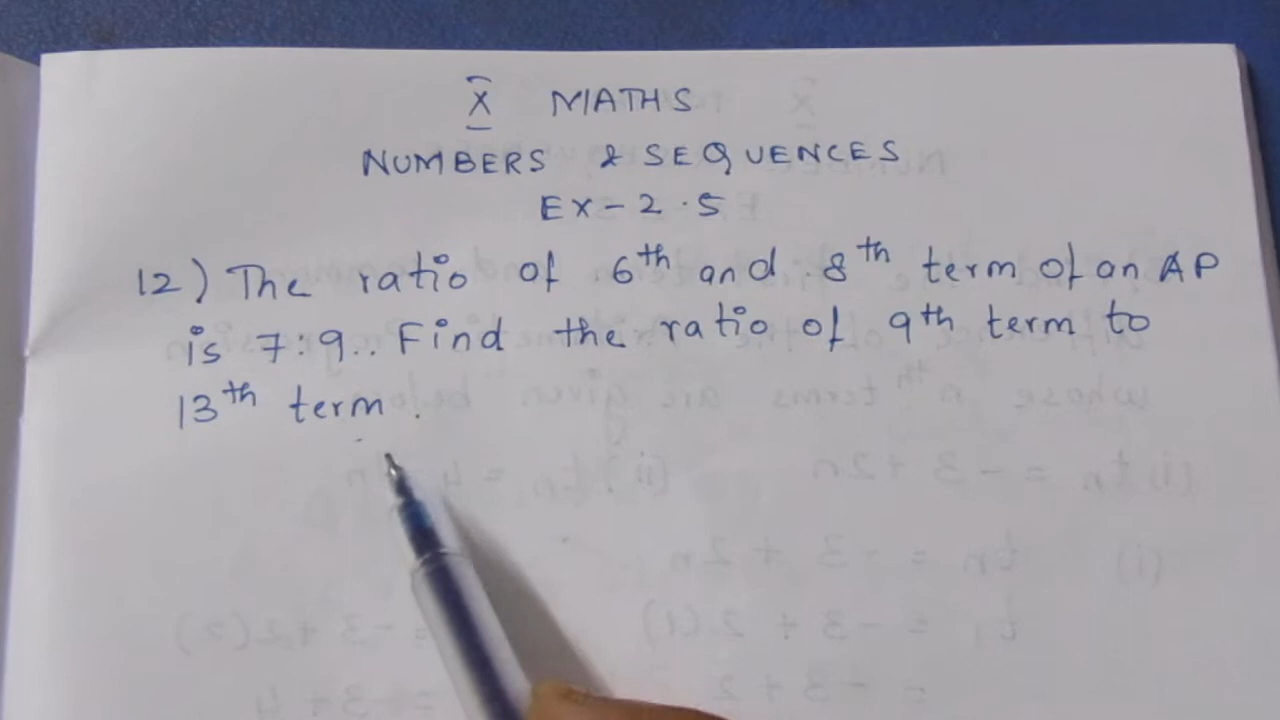 X MATHS
NUMBERS & SEQUENCES
EX - 2.5
12) The ratio of 6th and 8th term of an AP
is 7:9.. Find the ratio of 9th term to
13th term.